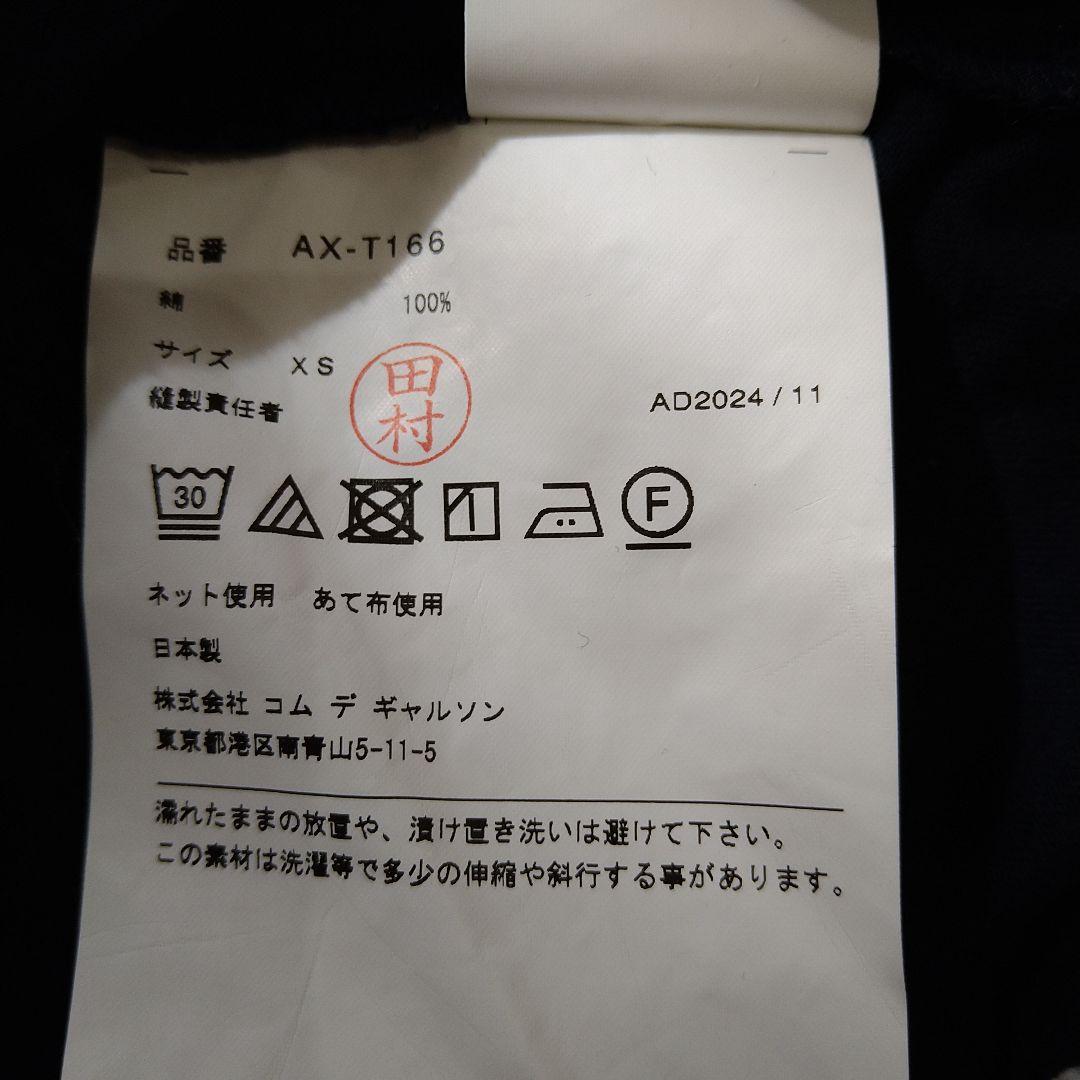 品番 AX-T166
綿 100%
サイズ XS
縫製責任者 田村 AD2024/11
30 F
ネット使用 あて布使用
日本製
株式会社 コム デ ギャルソン
東京都港区南青山5-11-5
濡れたままの放置や、漬け置き洗いは避けて下さい。
この素材は洗濯等で多少の伸縮や斜行する事があります。